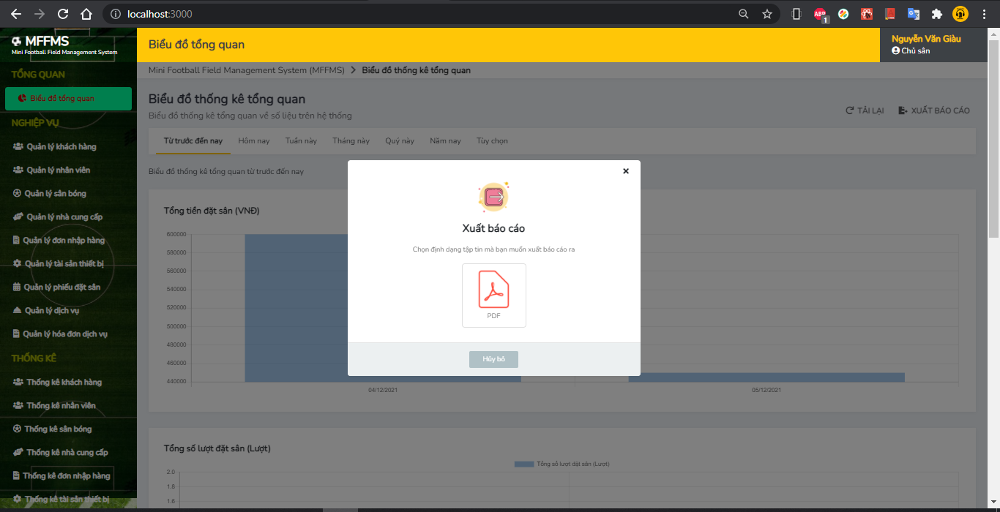 localhost:3000
ABP
1
MFFMS
Mini Football Field Management System
TỔNG QUAN
Biểu đồ tổng quan
NGHIỆP VỤ
Quản lý khách hàng
Quản lý nhân viên
Quản lý sân bóng
Quản lý nhà cung cấp
Quản lý đơn nhập hàng
Quản lý tài sản thiết bị
Quản lý phiếu đặt sân
Quản lý dịch vụ
Quản lý hóa đơn dịch vụ
THỐNG KÊ
Thống kê khách hàng
Thống kê nhân viên
Thống kê sân bóng
Thống kê nhà cung cấp
Thống kê đơn nhập hàng
Thống kê tài sản thiết bị
Biểu đồ tổng quan
Nguyễn Văn Giàu
Chủ sân
Mini Football Field Management System (MFFMS) > Biểu đồ thống kê tổng quan
Biểu đồ thống kê tổng quan
Biểu đồ thống kê tổng quan về số liệu trên hệ thống
TẢI LẠI XUẤT BÁO CÁO
Từ trước đến nay Hôm nay Tuần này Tháng này Quý này Năm nay Tùy chọn
Biểu đồ thống kê tổng quan từ trước đến nay
Tổng tiền đặt sân (VNĐ)
600000
580000
560000
540000
520000
500000
480000
460000
440000
04/12/2021 05/12/2021
Xuất báo cáo
Chọn định dạng tập tin mà bạn muốn xuất báo cáo ra
PDF
Hủy bỏ
Tổng số lượt đặt sân (Lượt)
Tổng số lượt đặt sân (Lượt)
2.0
1.8
1.6